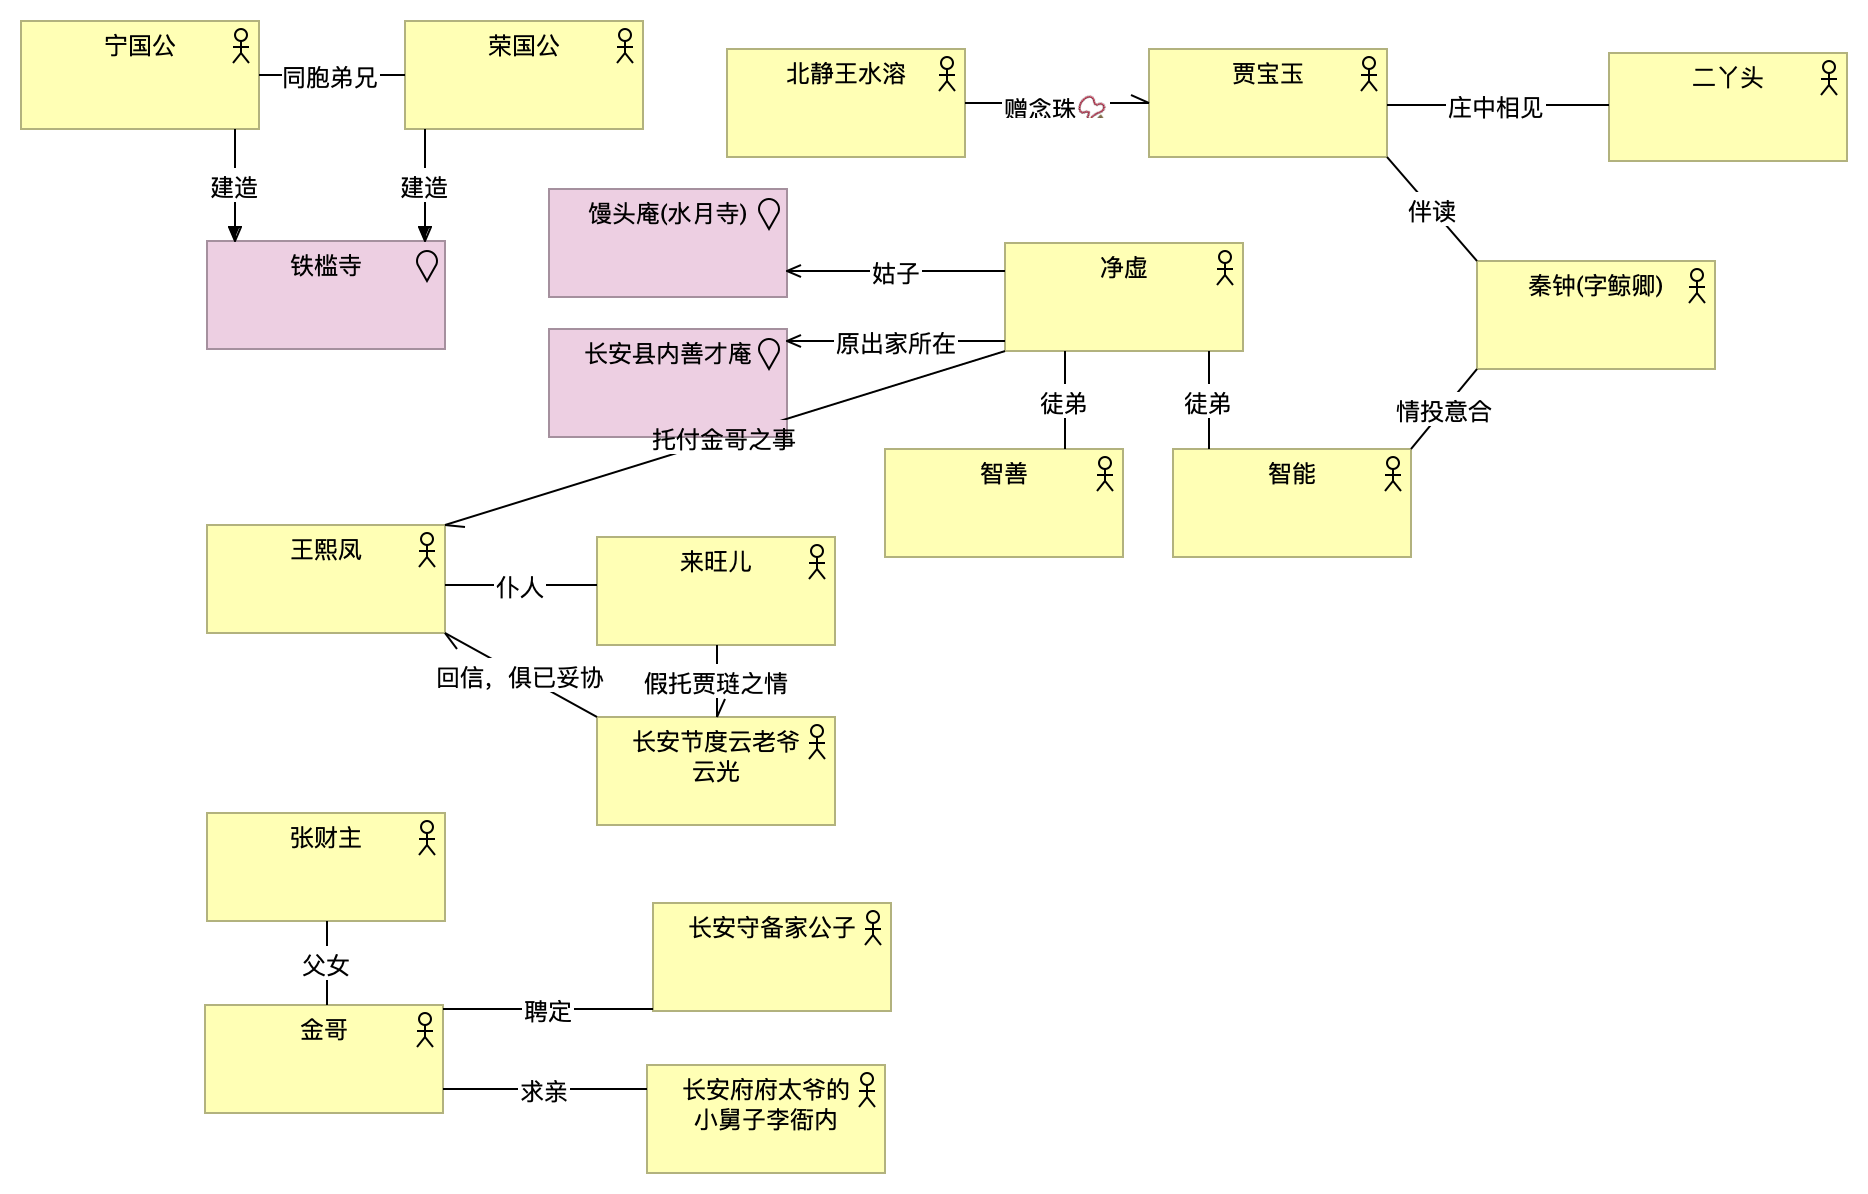 宁国公
同胞弟兄
荣国公
北静王水溶
赠念珠📿
贾宝玉
庄中相见
二丫头
建造
建造
馒头庵(水月寺)
伴读
铁槛寺
姑子
净虚
秦钟(字鲸卿)
长安县内善才庵
原出家所在
徒弟
徒弟
情投意合
托付金哥之事
智善
智能
王熙凤
仆人
来旺儿
回信，俱已妥协
假托贾琏之情
长安节度云老爷
云光
张财主
父女
长安守备家公子
金哥
聘定
求亲
长安府府太爷的
小舅子李衙内